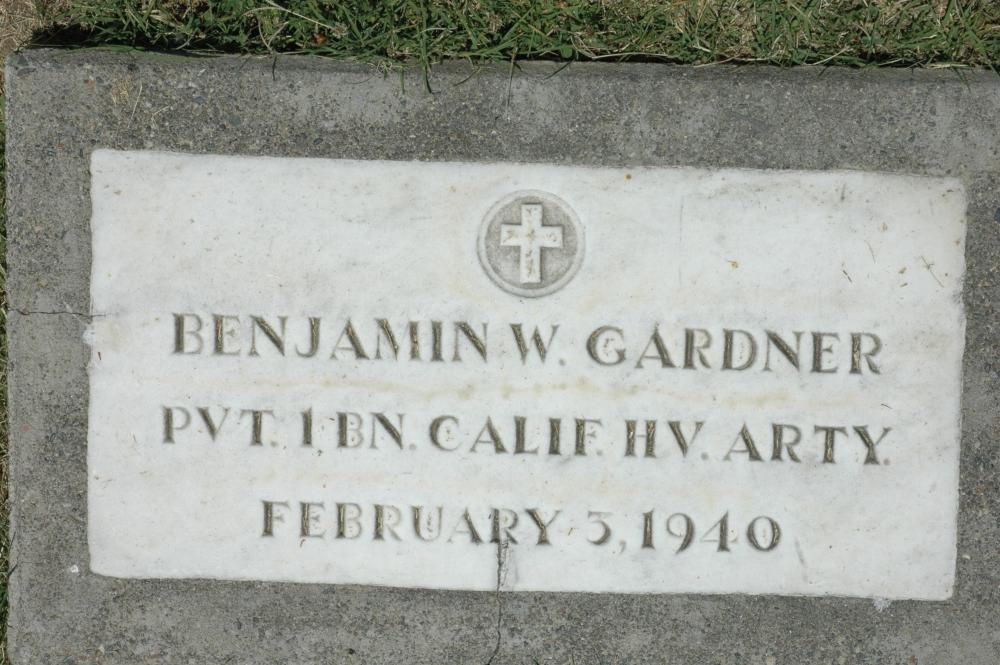 BENJAMIN W. GARDNER
PVT. 1 BN. CALIF. HV. ARTY.
FEBRUARY 3, 1940